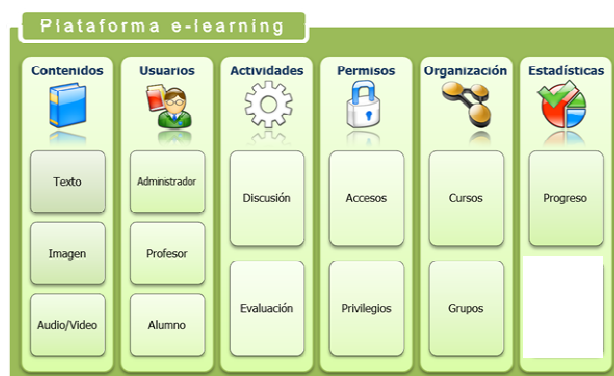 Plataforma e-learning
Contenidos
Usuarios
Actividades
Permisos
Organización
Estadísticas
Texto
Administrador
Discusión
Accesos
Cursos
Progreso
Imagen
Profesor
Evaluación
Privilegios
Grupos
Audio/Video
Alumno